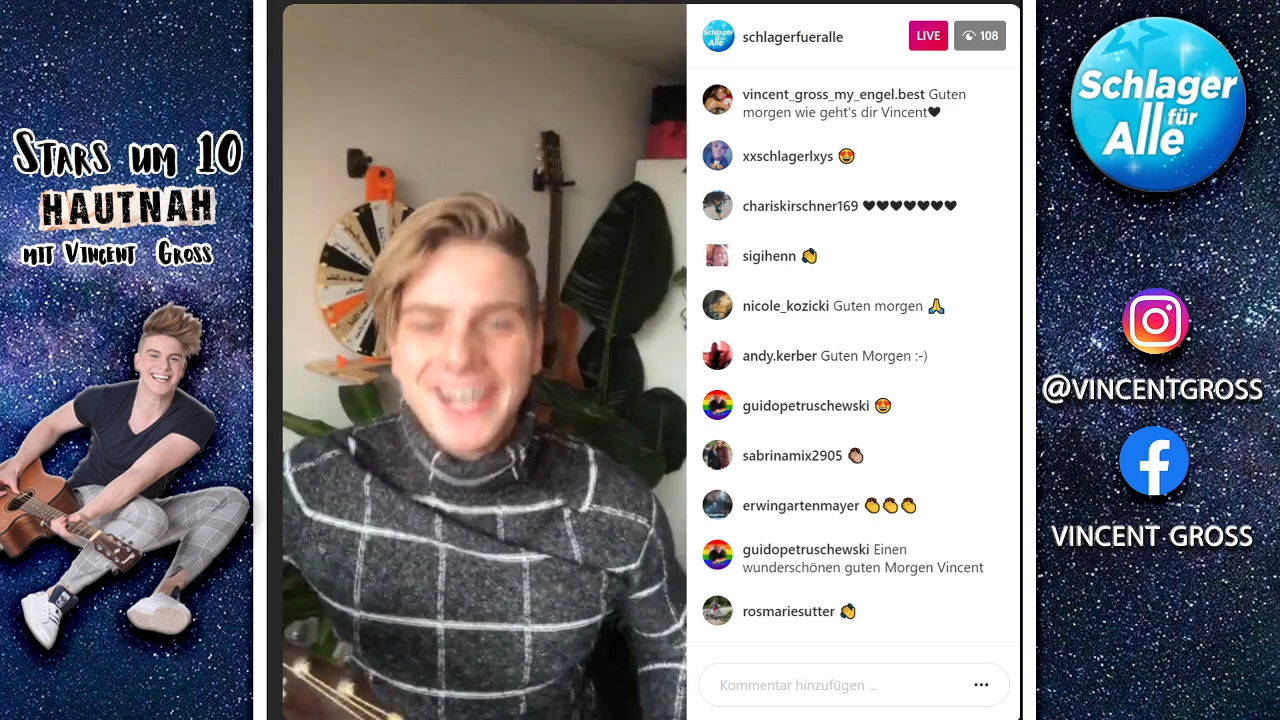 STARS UM 10
HAUTNAH
MIT VINCENT GROSS
schlagerfueralle
LIVE
108
vincent_gross_my_engel.best Guten
morgen wie geht's dir Vincent🖤
xxschlagerlxys 😍
chariskirschner169 🖤🖤🖤🖤🖤🖤🖤
sigihenn 👏
nicole_kozicki Guten morgen 🙏
andy.kerber Guten Morgen :-)
guidopetruschewski 😍
sabrinamix2905 👏🏼
erwingartenmayer 👏👏👏
guidopetruschewski Einen
wunderschönen guten Morgen Vincent
rosmariesutter 👏
Kommentar hinzufügen ...
Schlager
für
Alle
@VINCENTGROSS
VINCENT GROSS